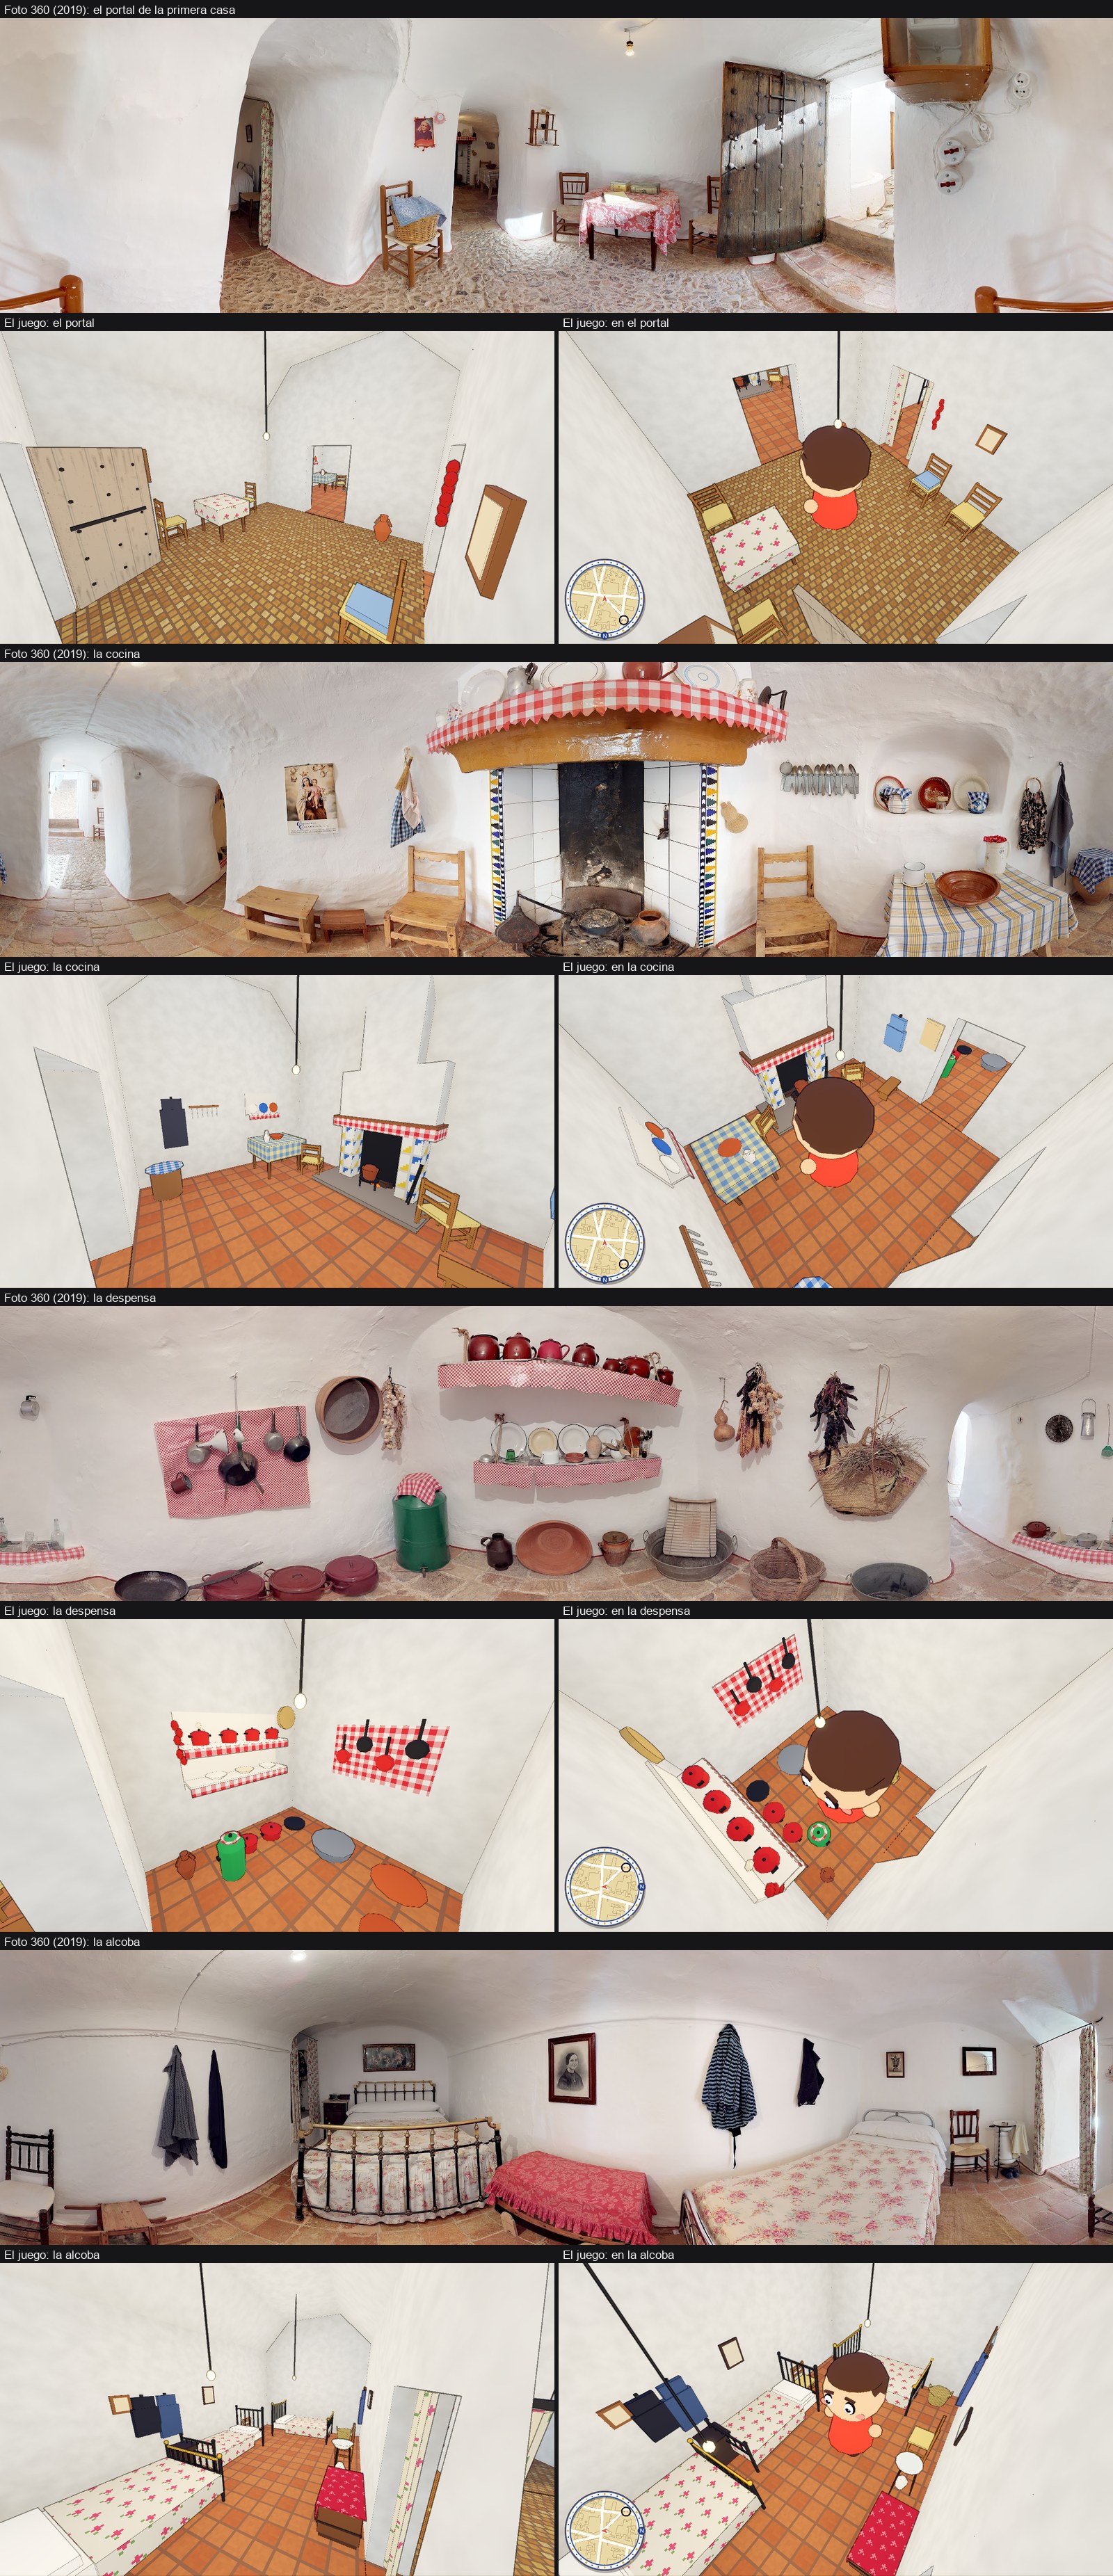 Foto 360 (2019): el portal de la primera casa
El juego: el portal
El juego: en el portal
N
Foto 360 (2019): la cocina
El juego: la cocina
El juego: en la cocina
N
Foto 360 (2019): la despensa
El juego: la despensa
El juego: en la despensa
N
Foto 360 (2019): la alcoba
El juego: la alcoba
El juego: en la alcoba
N